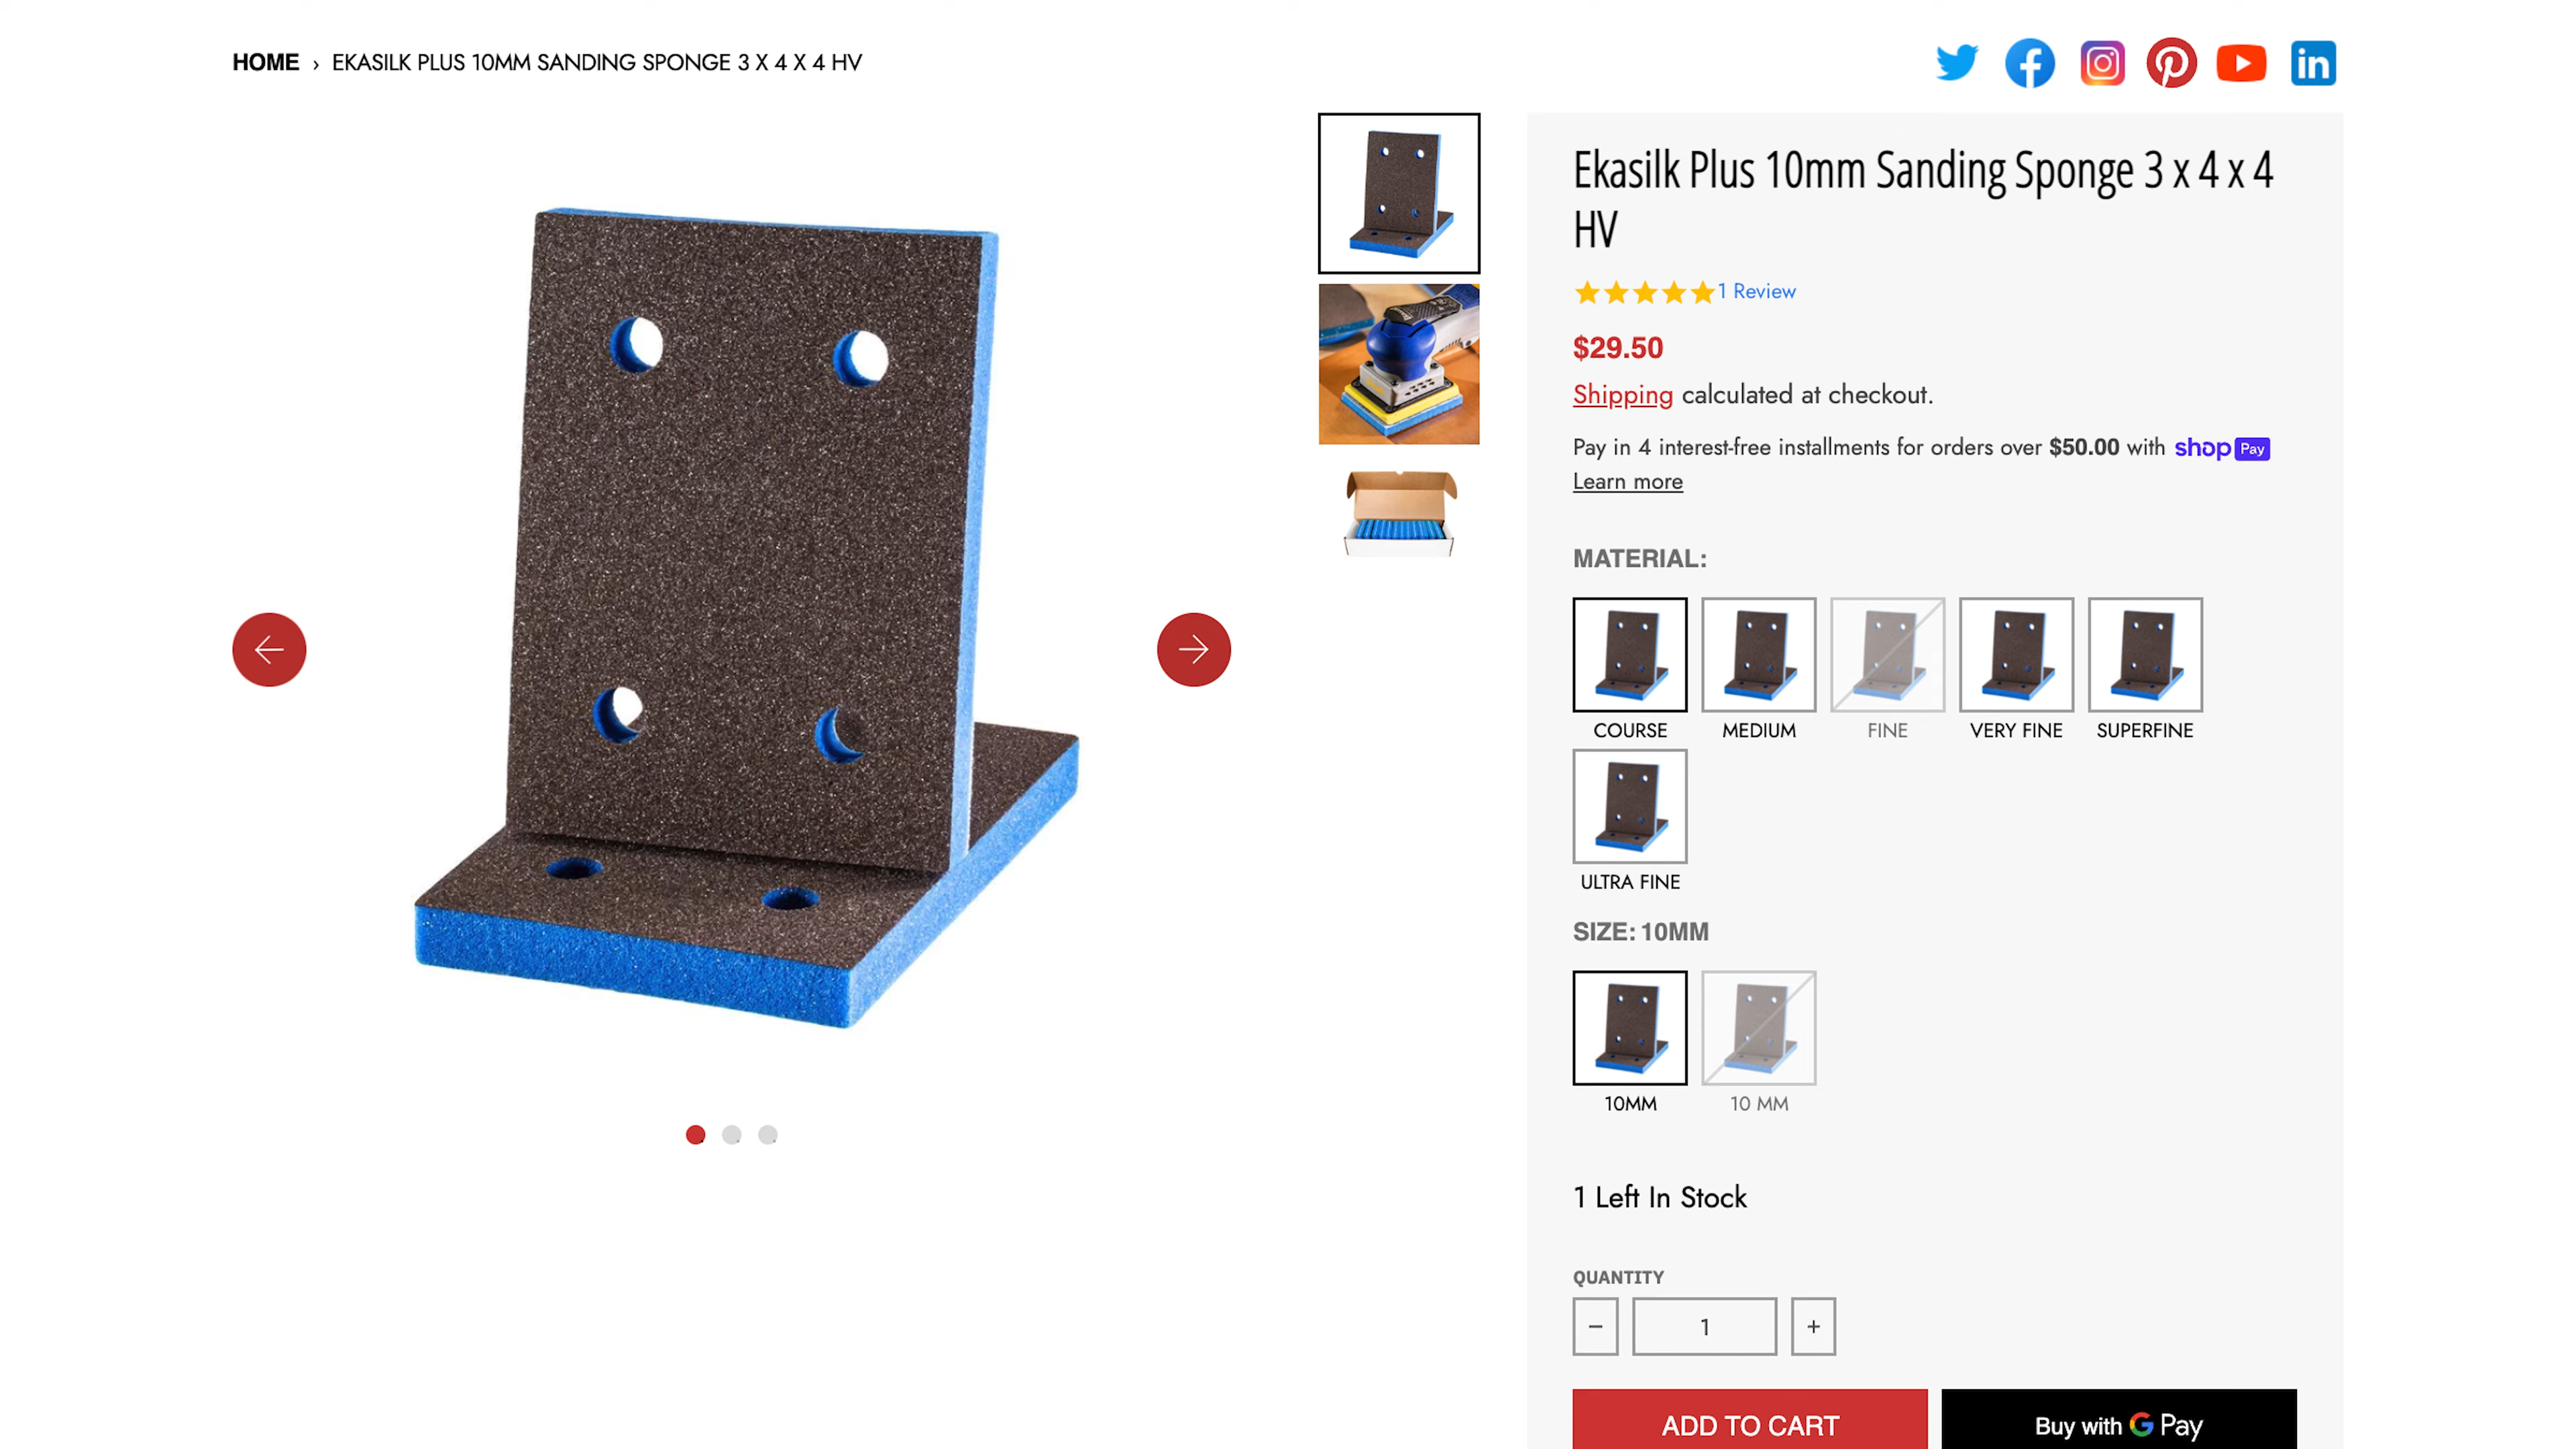 HOME › EKASILK PLUS 10MM SANDING SPONGE 3 X 4 X 4 HV
Ekasilk Plus 10mm Sanding Sponge 3 x 4 x 4
HV
1 Review
$29.50
Shipping calculated at checkout.
Pay in 4 interest-free installments for orders over $50.00 with shop Pay
Learn more
MATERIAL:
COURSE MEDIUM FINE VERY FINE SUPERFINE
ULTRA FINE
SIZE: 10MM
10MM 10 MM
1 Left In Stock
QUANTITY
− 1 +
ADD TO CART Buy with G Pay